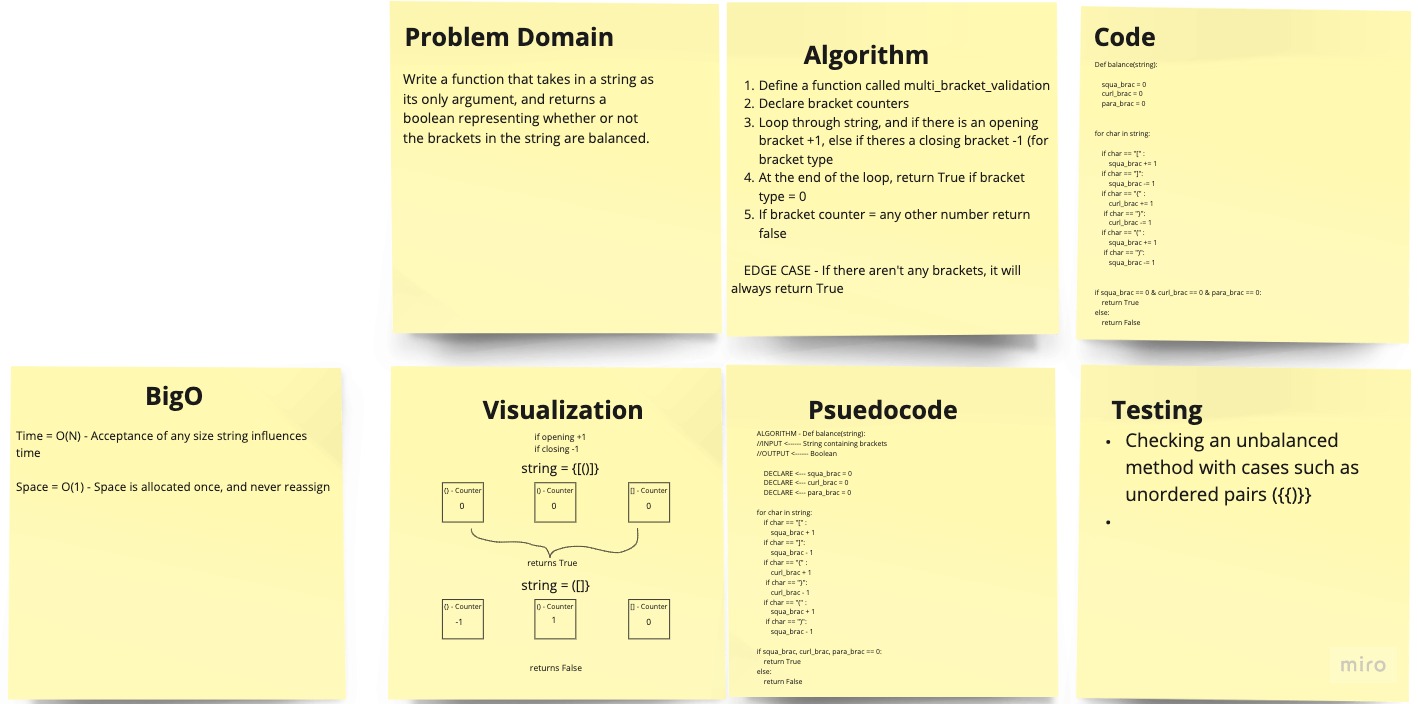 Problem Domain
Write a function that takes in a string as
its only argument, and returns a
boolean representing whether or not
the brackets in the string are balanced.
Algorithm
1. Define a function called multi_bracket_validation
2. Declare bracket counters
3. Loop through string, and if there is an opening
bracket +1, else if theres a closing bracket -1 (for
bracket type
4. At the end of the loop, return True if bracket
type = 0
5. If bracket counter = any other number return
false
EDGE CASE - If there aren't any brackets, it will
always return True
Code
Def balance(string):
squa_brac = 0
curl_brac = 0
para_brac = 0
for char in string:
if char == "[" :
squa_brac += 1
if char == "]":
squa_brac -= 1
if char == "{" :
curl_brac += 1
if char == "}":
curl_brac -= 1
if char == "(" :
squa_brac += 1
if char == ")":
squa_brac -= 1
if squa_brac == 0 & curl_brac == 0 & para_brac == 0:
return True
else:
return False
BigO
Time = O(N) - Acceptance of any size string influences
time
Space = O(1) - Space is allocated once, and never reassign
Visualization
if opening +1
if closing -1
string = {[()]}
{} - Counter () - Counter [] - Counter
0 0 0
returns True
string = ([]}
{} - Counter () - Counter [] - Counter
-1 1 0
returns False
Psuedocode
ALGORITHM - Def balance(string):
//INPUT <------ String containing brackets
//OUTPUT <------ Boolean
DECLARE <--- squa_brac = 0
DECLARE <--- curl_brac = 0
DECLARE <--- para_brac = 0
for char in string:
if char == "[" :
squa_brac + 1
if char == "]":
squa_brac - 1
if char == "{" :
curl_brac + 1
if char == "}":
curl_brac - 1
if char == "(" :
squa_brac + 1
if char == ")":
squa_brac - 1
if squa_brac, curl_brac, para_brac == 0:
return True
else:
return False
Testing
• Checking an unbalanced
method with cases such as
unordered pairs ({{)}}
•
miro